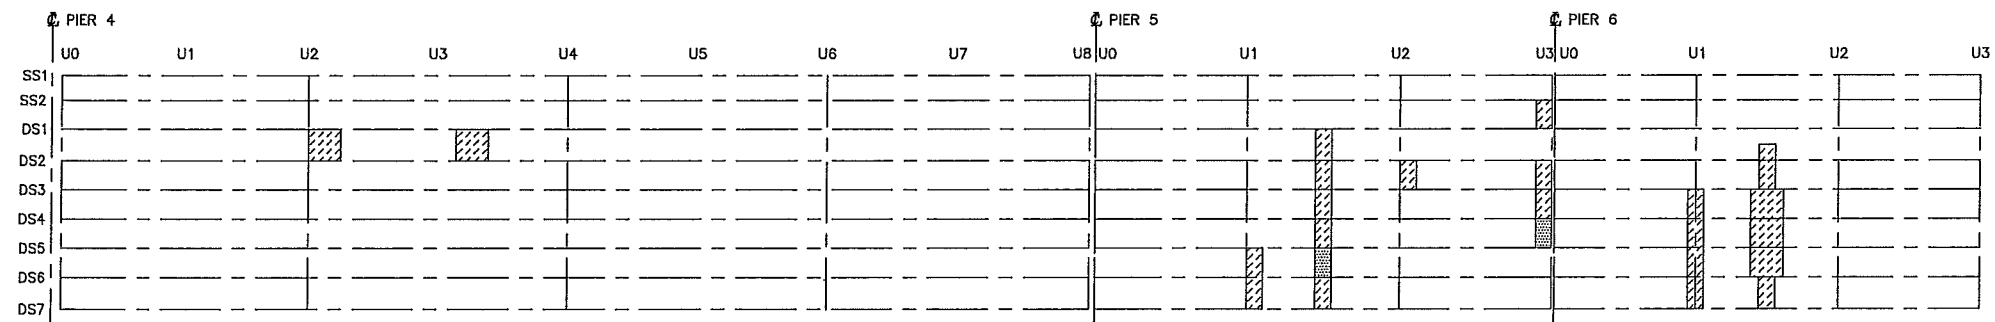 ℄ PIER 4
℄ PIER 5
℄ PIER 6
U0 U1 U2 U3 U4 U5 U6 U7 U8 U0 U1 U2 U3 U0 U1 U2 U3
SS1
SS2
DS1
DS2
DS3
DS4
DS5
DS6
DS7